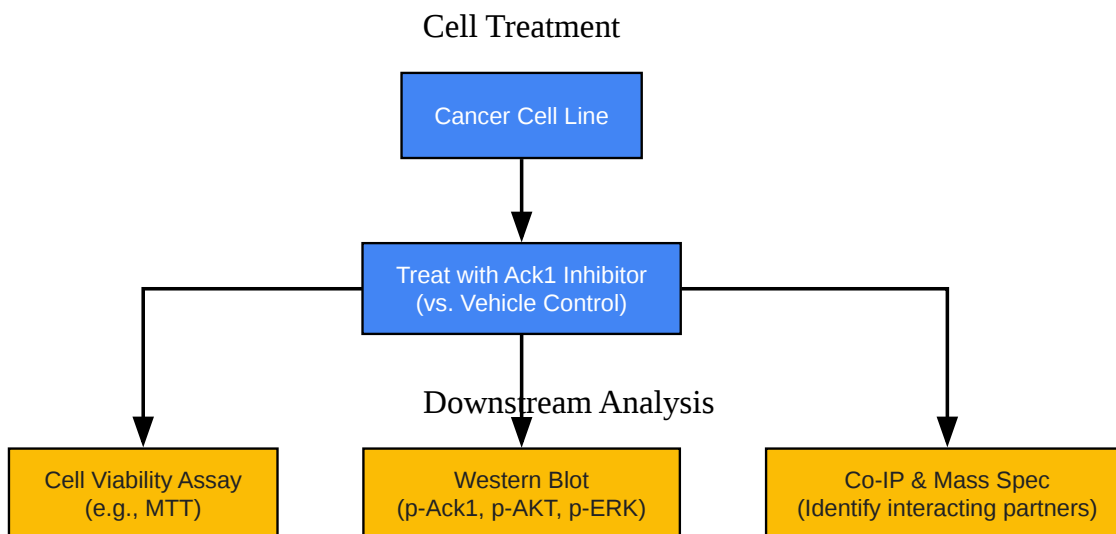 Cell Treatment
Cancer Cell Line
Treat with Ack1 Inhibitor
(vs. Vehicle Control)
Downstream Analysis
Cell Viability Assay
(e.g., MTT)
Western Blot
(p-Ack1, p-AKT, p-ERK)
Co-IP & Mass Spec
(Identify interacting partners)